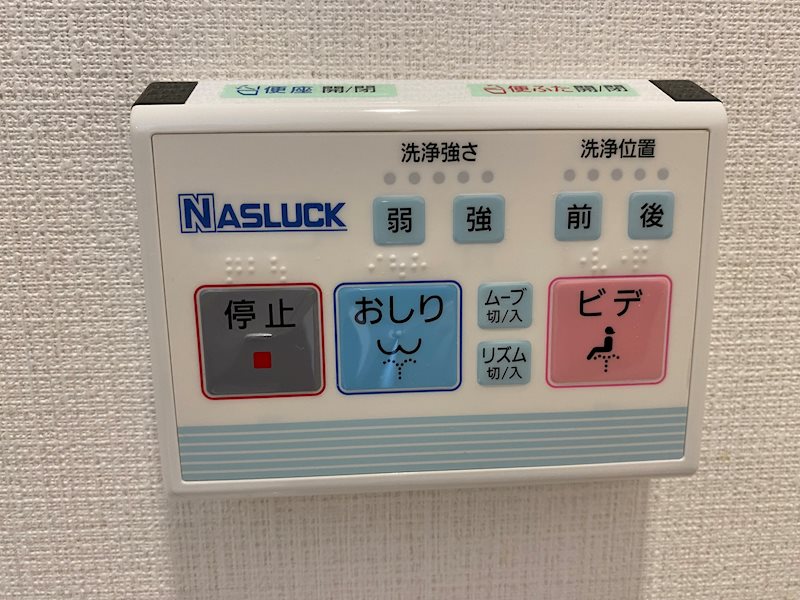 便座 開/閉
便ふた 開/閉
洗浄強さ
洗浄位置
NASLUCK
弱
強
前
後
停止
おしり
ムーブ
切/入
リズム
切/入
ビデ